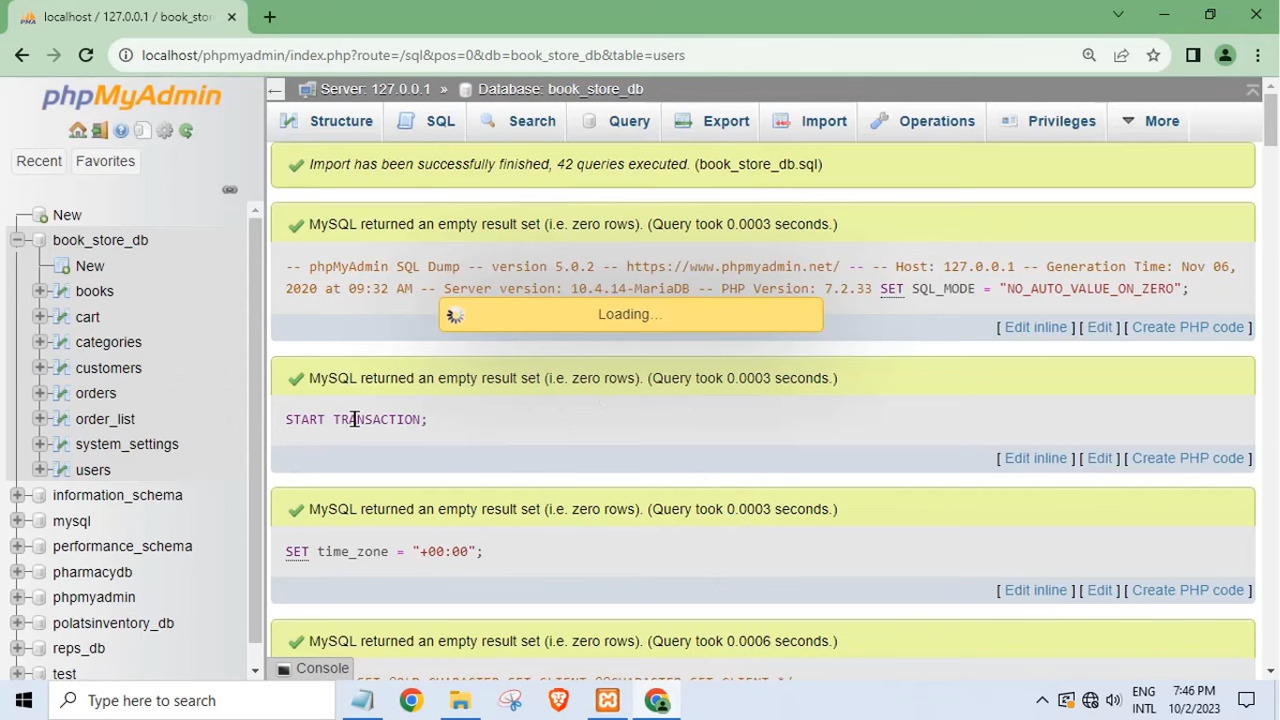 localhost / 127.0.0.1 / book_sto
localhost/phpmyadmin/index.php?route=/sql&pos=0&db=book_store_db&table=users
phpMyAdmin
Recent
Favorites
New
book_store_db
New
books
cart
categories
customers
orders
order_list
system_settings
users
information_schema
mysql
performance_schema
pharmacydb
phpmyadmin
polatsinventory_db
reps_db
test
Server: 127.0.0.1 » Database: book_store_db
Structure
SQL
Search
Query
Export
Import
Operations
Privileges
More
Import has been successfully finished, 42 queries executed. (book_store_db.sql)
MySQL returned an empty result set (i.e. zero rows). (Query took 0.0003 seconds.)
-- phpMyAdmin SQL Dump -- version 5.0.2 -- https://www.phpmyadmin.net/ -- -- Host: 127.0.0.1 -- Generation Time: Nov 06,
2020 at 09:32 AM -- Server version: 10.4.14-MariaDB -- PHP Version: 7.2.33 SET SQL_MODE = "NO_AUTO_VALUE_ON_ZERO";
Loading…
[ Edit inline ] [ Edit ] [ Create PHP code ]
MySQL returned an empty result set (i.e. zero rows). (Query took 0.0003 seconds.)
START TRANSACTION;
[ Edit inline ] [ Edit ] [ Create PHP code ]
MySQL returned an empty result set (i.e. zero rows). (Query took 0.0003 seconds.)
SET time_zone = "+00:00";
[ Edit inline ] [ Edit ] [ Create PHP code ]
MySQL returned an empty result set (i.e. zero rows). (Query took 0.0006 seconds.)
Console
Type here to search
ENG
INTL
7:46 PM
10/2/2023